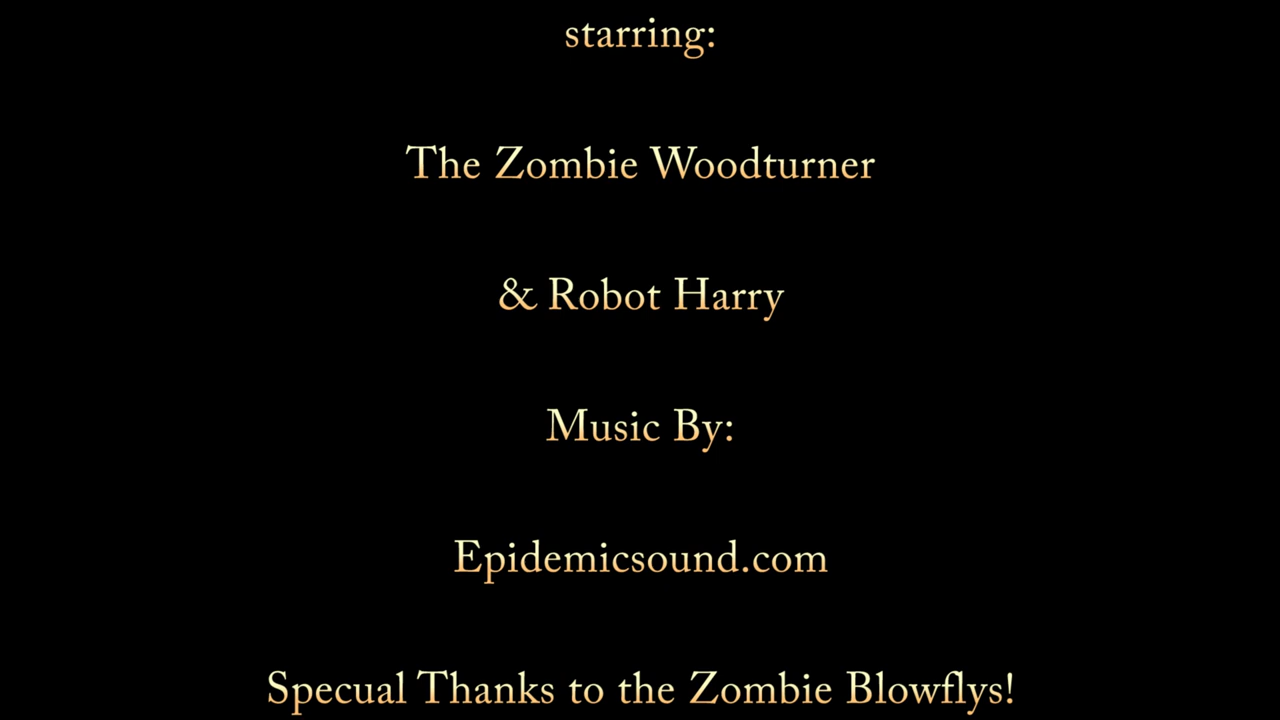 starring:
The Zombie Woodturner
& Robot Harry
Music By:
Epidemicsound.com
Specual Thanks to the Zombie Blowflys!